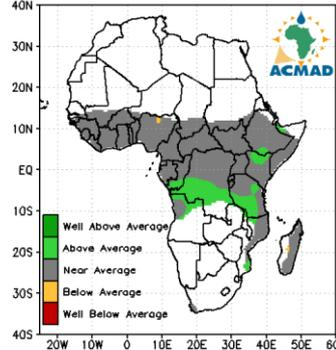 40N
30N
20N
10N
EQ
10S
20S
30S
40S
ACMAD
Well Above Average
Above Average
Near Average
Below Average
Well Below Average
20W 10W 0 10E 20E 30E 40E 50E